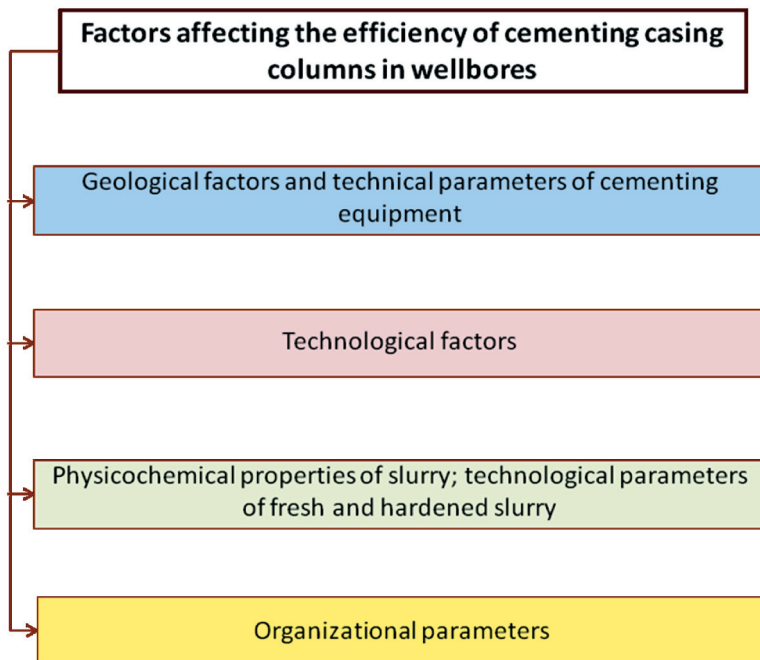 Factors affecting the efficiency of cementing casing
columns in wellbores
Geological factors and technical parameters of cementing
equipment
Technological factors
Physicochemical properties of slurry; technological parameters
of fresh and hardened slurry
Organizational parameters